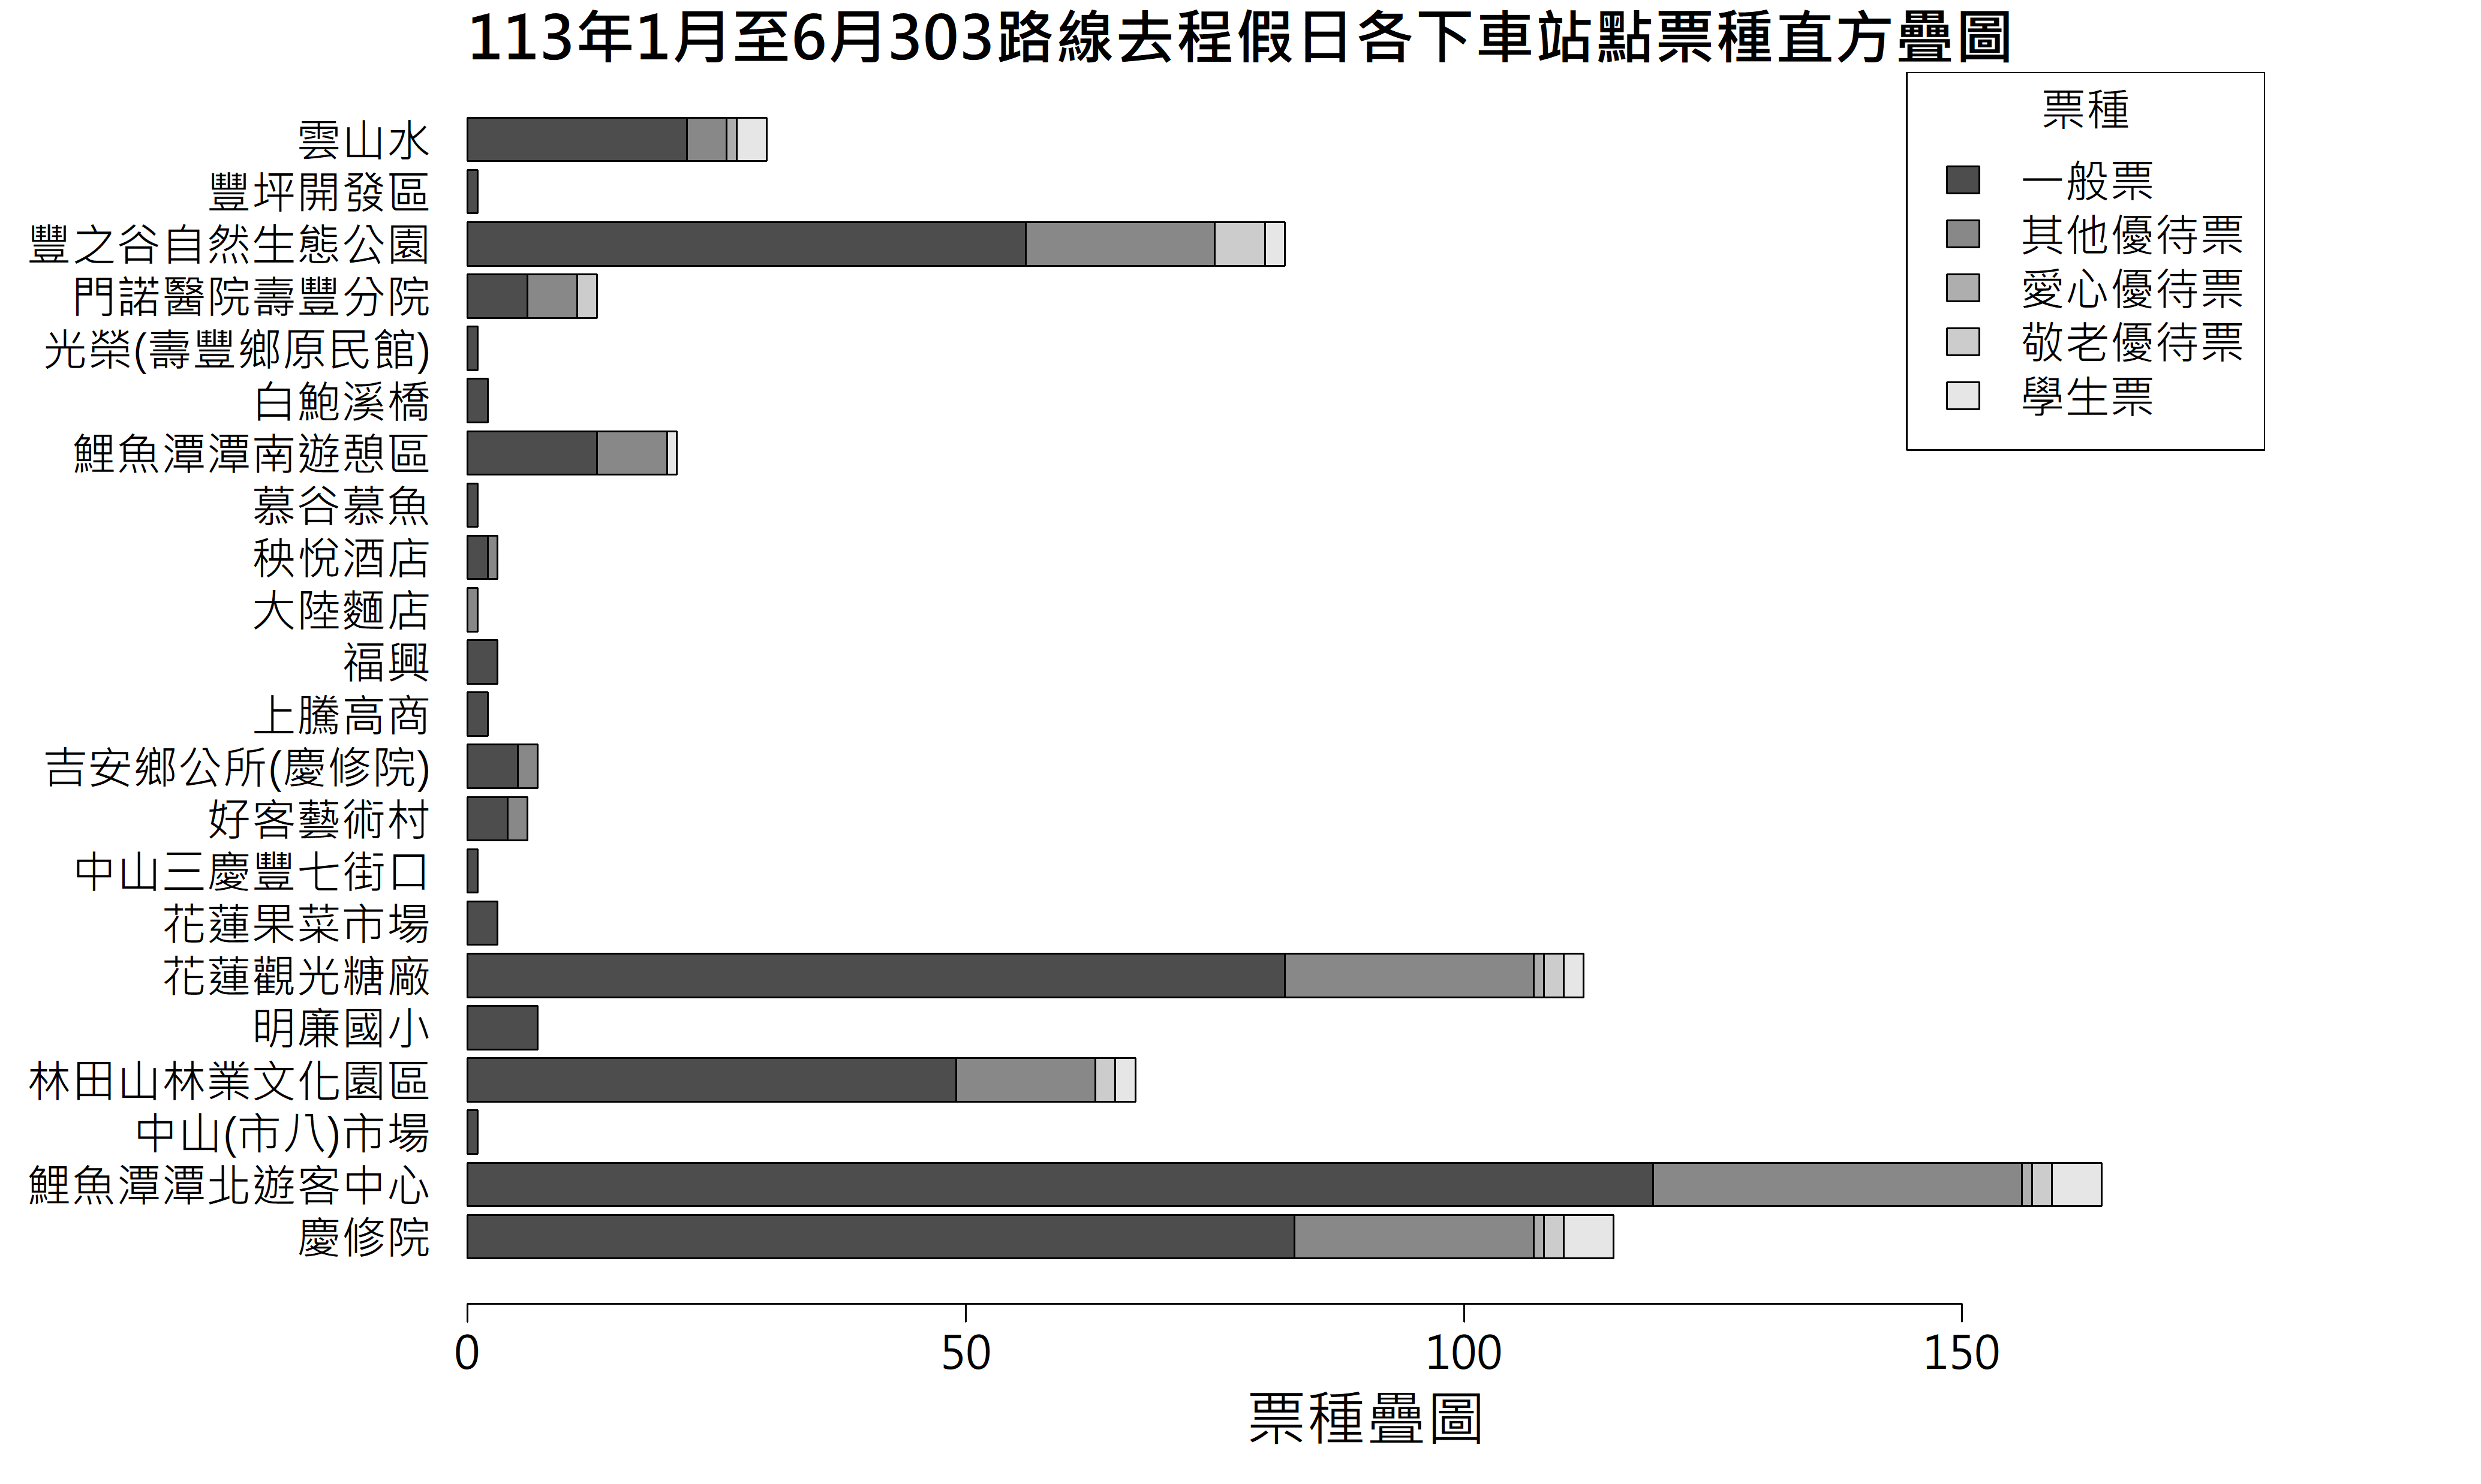 113年1月至6月303路線去程假日各下車站點票種直方疊圖
票種
一般票
其他優待票
愛心優待票
敬老優待票
學生票
雲山水
豐坪開發區
豐之谷自然生態公園
門諾醫院壽豐分院
光榮(壽豐鄉原民館)
白鮑溪橋
鯉魚潭潭南遊憩區
慕谷慕魚
秧悅酒店
大陸麵店
福興
上騰高商
吉安鄉公所(慶修院)
好客藝術村
中山三慶豐七街口
花蓮果菜市場
花蓮觀光糖廠
明廉國小
林田山林業文化園區
中山(市八)市場
鯉魚潭潭北遊客中心
慶修院
0 50 100 150
票種疊圖